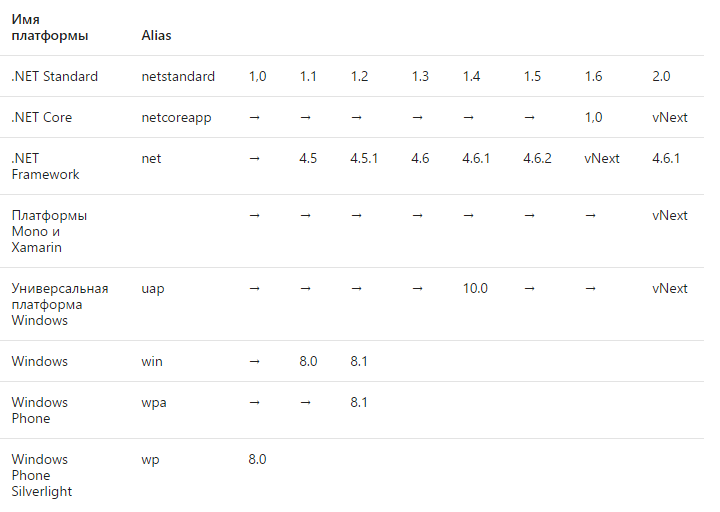 Имя
платформы Alias
.NET Standard netstandard 1,0 1.1 1.2 1.3 1.4 1.5 1.6 2.0
.NET Core netcoreapp → → → → → → 1,0 vNext
.NET
Framework net → 4.5 4.5.1 4.6 4.6.1 4.6.2 vNext 4.6.1
Платформы
Mono и
Xamarin → → → → → → → vNext
Универсальная
платформа
Windows uap → → → → 10.0 → → vNext
Windows win → 8.0 8.1
Windows
Phone wpa → → 8.1
Windows
Phone
Silverlight wp 8.0